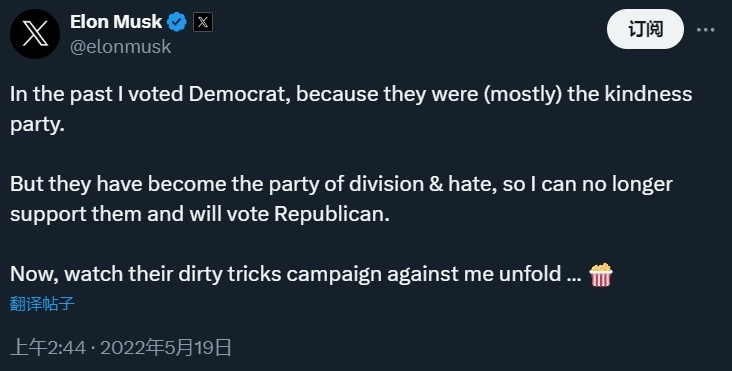 Elon Musk
@elonmusk
订阅
In the past I voted Democrat, because they were (mostly) the kindness
party.
But they have become the party of division & hate, so I can no longer
support them and will vote Republican.
Now, watch their dirty tricks campaign against me unfold ... 🍿
翻译帖子
上午2:44 · 2022年5月19日